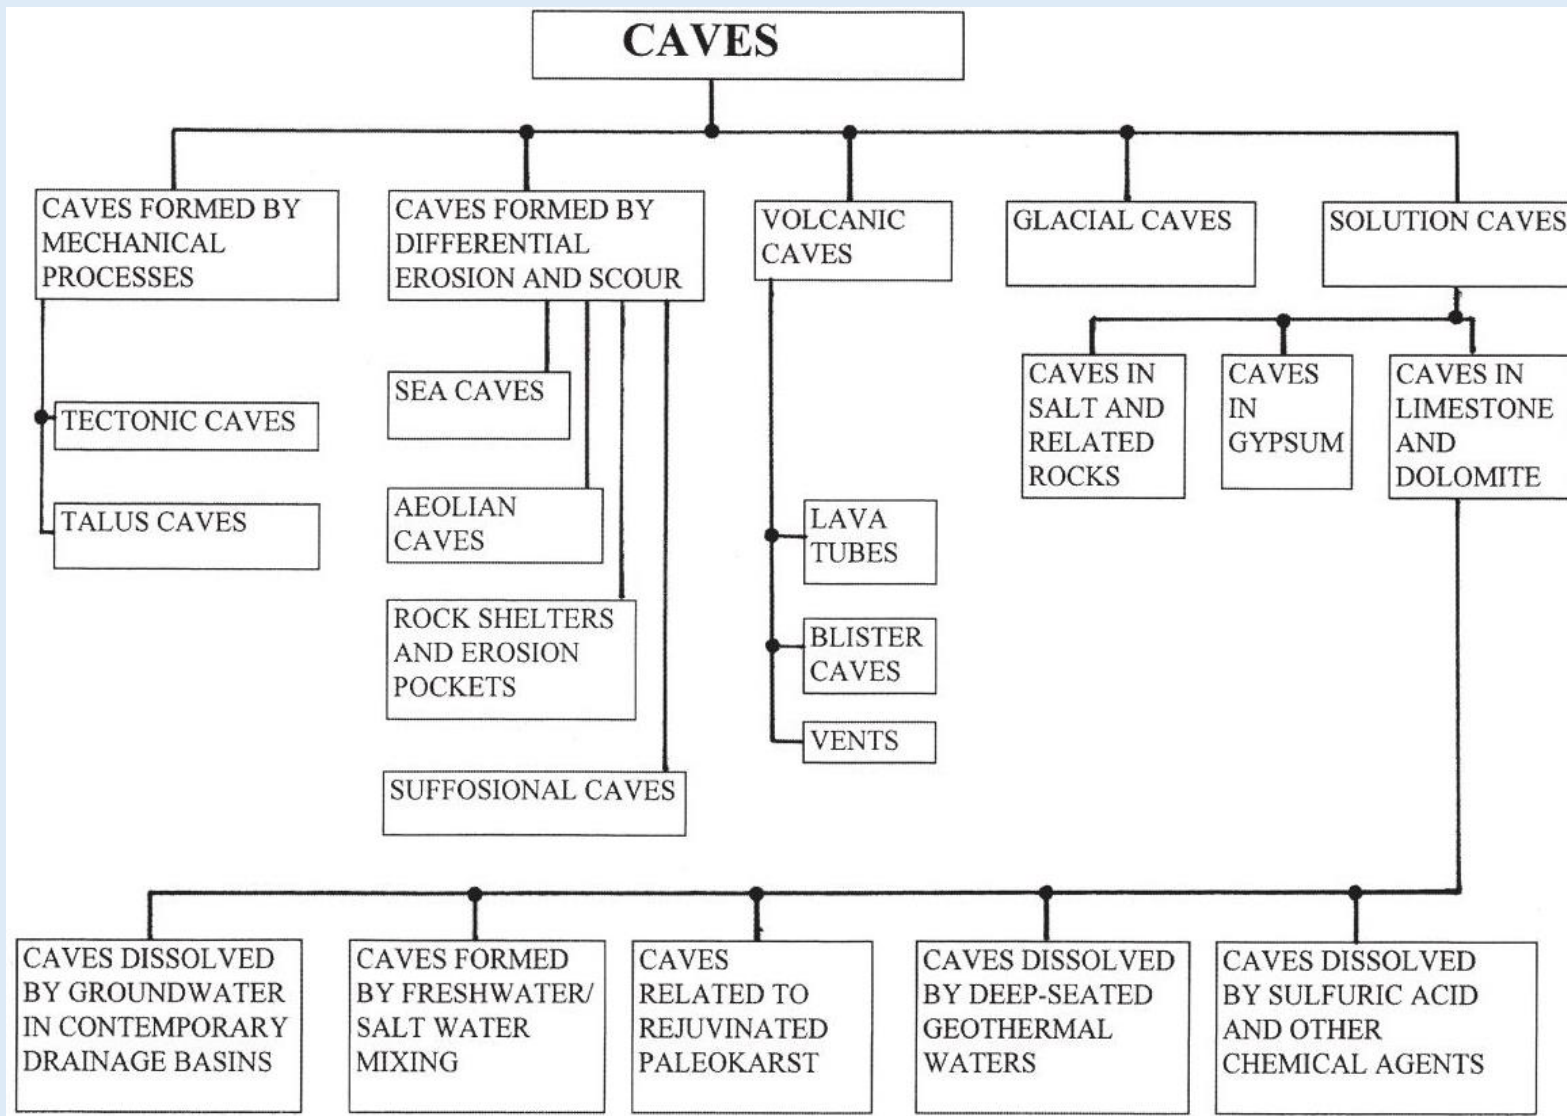 CAVES
CAVES FORMED BY
MECHANICAL
PROCESSES
CAVES FORMED BY
DIFFERENTIAL
EROSION AND SCOUR
VOLCANIC
CAVES
GLACIAL CAVES
SOLUTION CAVES
TECTONIC CAVES
TALUS CAVES
SEA CAVES
AEOLIAN
CAVES
ROCK SHELTERS
AND EROSION
POCKETS
SUFFOSIONAL CAVES
LAVA
TUBES
BLISTER
CAVES
VENTS
CAVES IN
SALT AND
RELATED
ROCKS
CAVES
IN
GYPSUM
CAVES IN
LIMESTONE
AND
DOLOMITE
CAVES DISSOLVED
BY GROUNDWATER
IN CONTEMPORARY
DRAINAGE BASINS
CAVES FORMED
BY FRESHWATER/
SALT WATER
MIXING
CAVES
RELATED TO
REJUVINATED
PALEOKARST
CAVES DISSOLVED
BY DEEP-SEATED
GEOTHERMAL
WATERS
CAVES DISSOLVED
BY SULFURIC ACID
AND OTHER
CHEMICAL AGENTS